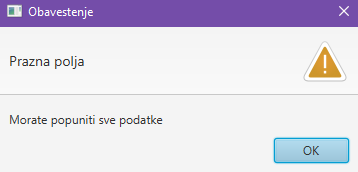 Obavestenje
Prazna polja
Morate popuniti sve podatke
OK